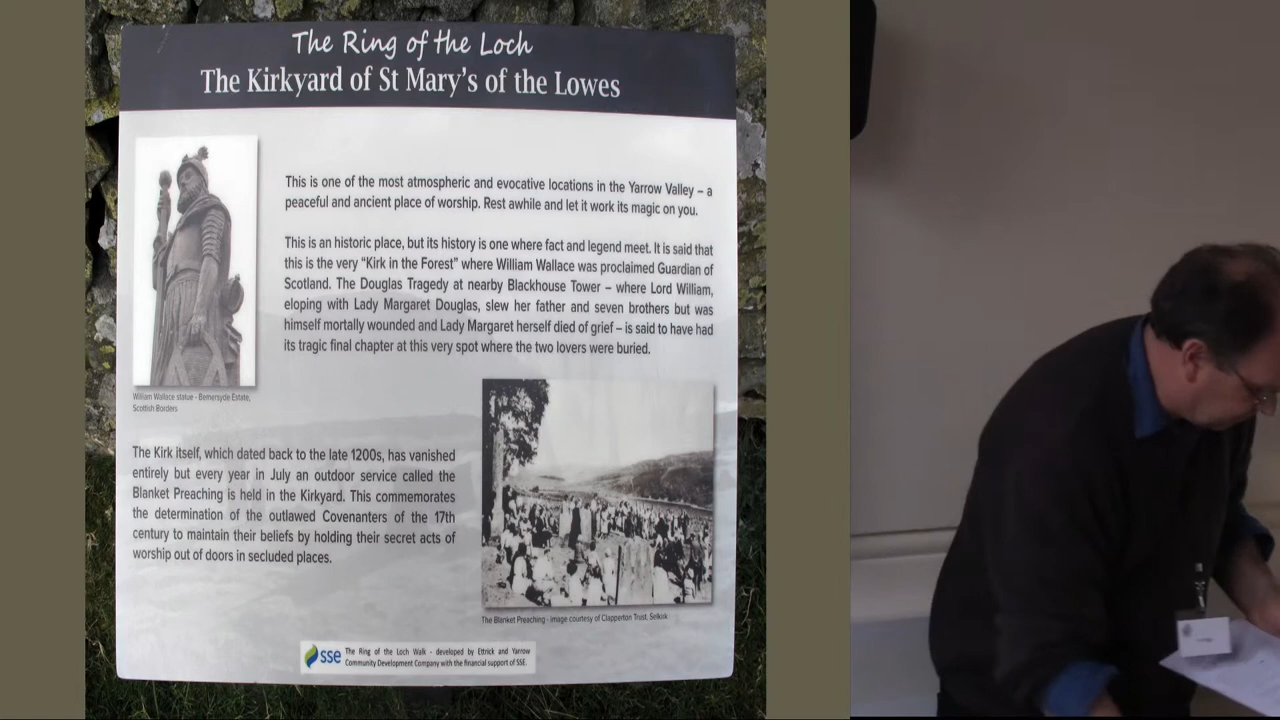 The Ring of the Loch
The Kirkyard of St Mary's of the Lowes
This is one of the most atmospheric and evocative locations in the Yarrow Valley – a
peaceful and ancient place of worship. Rest awhile and let it work its magic on you.
This is an historic place, but its history is one where fact and legend meet. It is said that
this is the very "Kirk in the Forest" where William Wallace was proclaimed Guardian of
Scotland. The Douglas Tragedy at nearby Blackhouse Tower – where Lord William,
eloping with Lady Margaret Douglas, slew her father and seven brothers but was
himself mortally wounded and Lady Margaret herself died of grief – is said to have had
its tragic final chapter at this very spot where the two lovers were buried.
William Wallace statue - Bemersyde Estate,
Scottish Borders
The Kirk itself, which dated back to the late 1200s, has vanished
entirely but every year in July an outdoor service called the
Blanket Preaching is held in the Kirkyard. This commemorates
the determination of the outlawed Covenanters of the 17th
century to maintain their beliefs by holding their secret acts of
worship out of doors in secluded places.
The Blanket Preaching - image courtesy of Clapperton Trust, Selkirk
sse
The Ring of the Loch Walk - developed by Ettrick and Yarrow
Community Development Company with the financial support of SSE.